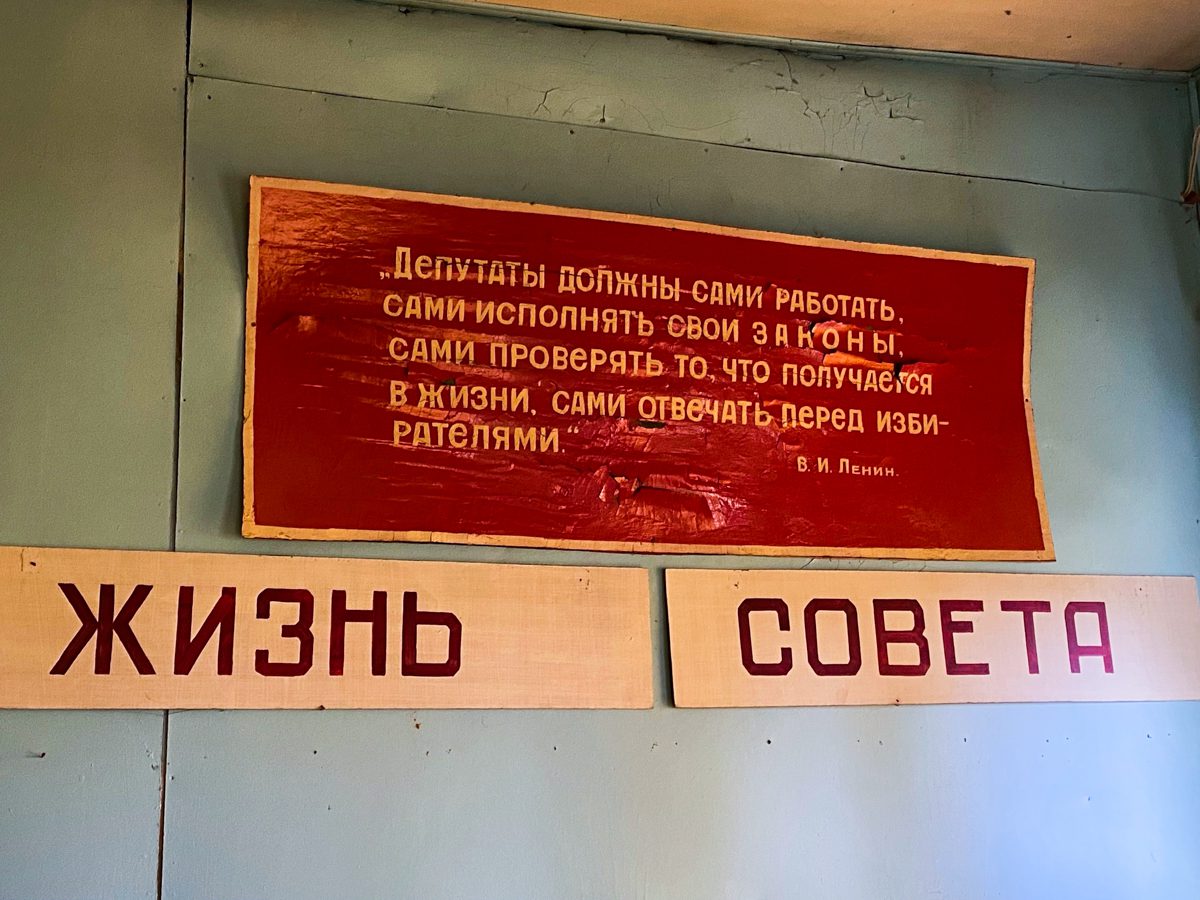 „Депутаты должны сами работать,
сами исполнять свои законы,
сами проверять то, что получается
в жизни, сами отвечать перед изби-
рателями.“
В. И. Ленин.
ЖИЗНЬ СОВЕТА